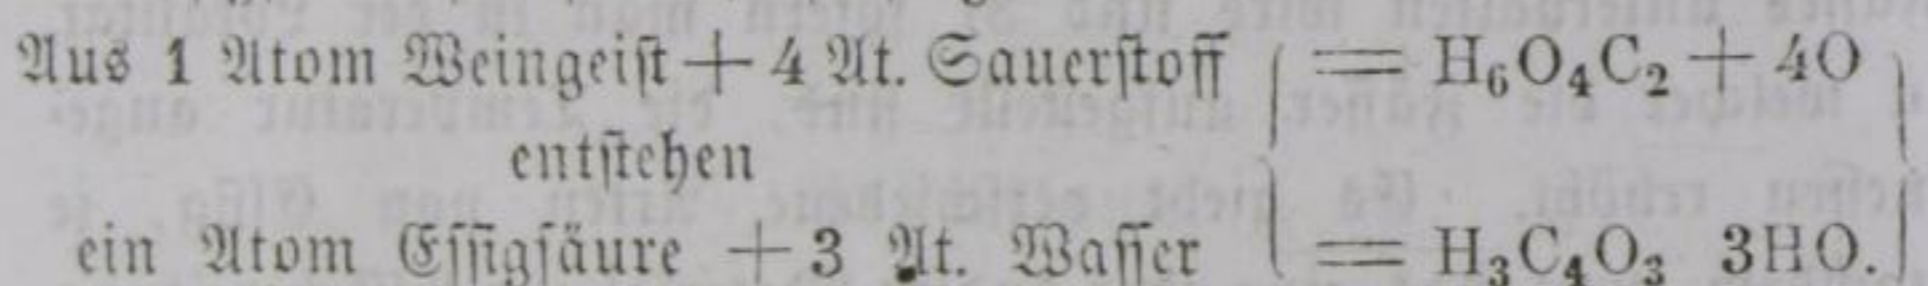 Aus 1 Atom Weingeiſt + 4 At. Sauerſtoff = H₆O₄C₂ + 4O
entſtehen
ein Atom Eſſigſäure + 3 At. Waſſer = H₃C₄O₃ 3HO.